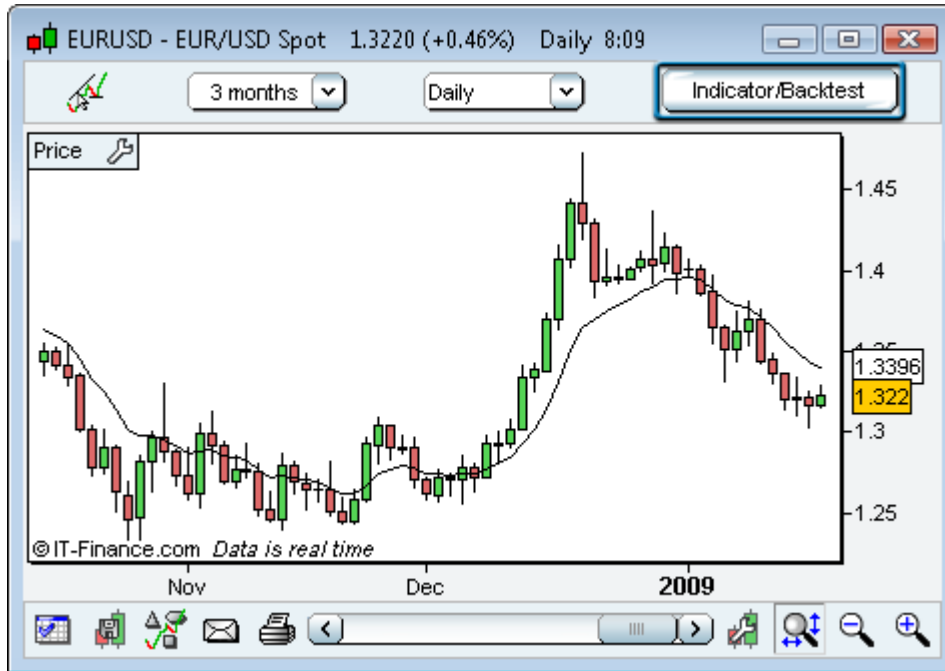 EURUSD - EUR/USD Spot 1.3220 (+0.46%) Daily 8:09
3 months
Daily
Indicator/Backtest
Price
1.45
1.4
1.3396
1.322
1.3
1.25
© IT-Finance.com Data is real time
Nov Dec 2009